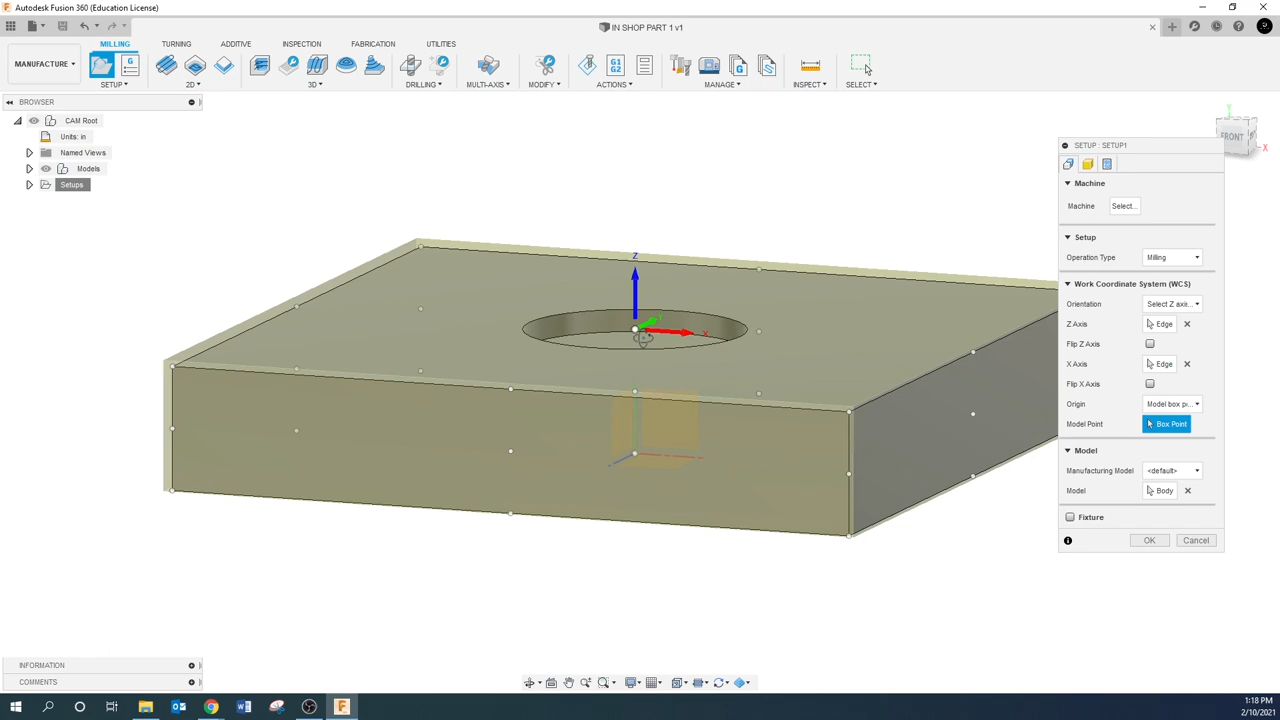 Autodesk Fusion 360 (Education License)
IN SHOP PART 1 v1
MILLING TURNING ADDITIVE INSPECTION FABRICATION UTILITIES
MANUFACTURE
G G1 G2 G
SETUP 2D 3D DRILLING MULTI-AXIS MODIFY ACTIONS MANAGE INSPECT SELECT
BROWSER
CAM Root
Units: in
Named Views
Models
Setups
Y
FRONT
X
Z
Y
X
SETUP : SETUP1
Machine
Machine Select...
Setup
Operation Type Milling
Work Coordinate System (WCS)
Orientation Select Z axi...
Z Axis Edge
Flip Z Axis
X Axis Edge
Flip X Axis
Origin Model box p...
Model Point Box Point
Model
Manufacturing Model <default>
Model Body
Fixture
OK Cancel
INFORMATION
COMMENTS
1:18 PM
2/10/2021